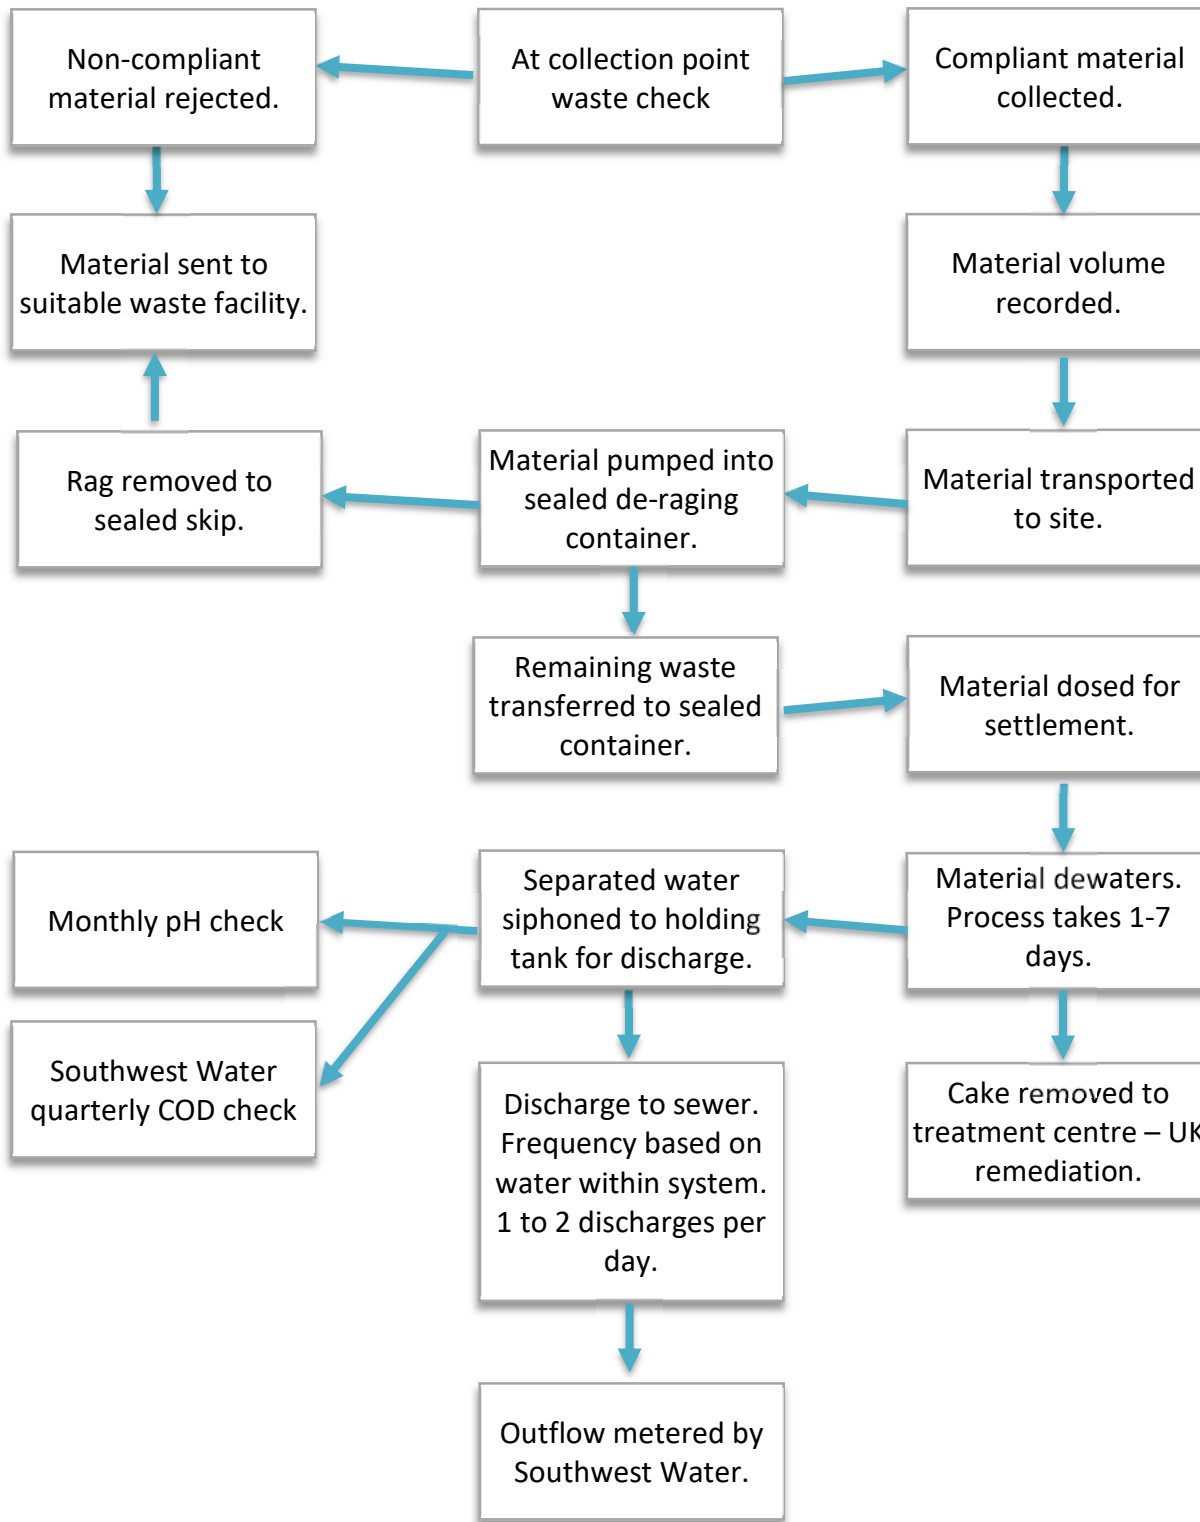 Non-compliant
material rejected.
At collection point
waste check
Compliant material
collected.
Material sent to
suitable waste facility.
Material volume
recorded.
Rag removed to
sealed skip.
Material pumped into
sealed de-raging
container.
Material transported
to site.
Remaining waste
transferred to sealed
container.
Material dosed for
settlement.
Monthly pH check
Separated water
siphoned to holding
tank for discharge.
Material dewaters.
Process takes 1-7
days.
Southwest Water
quarterly COD check
Discharge to sewer.
Frequency based on
water within system.
1 to 2 discharges per
day.
Cake removed to
treatment centre – UK
remediation.
Outflow metered by
Southwest Water.